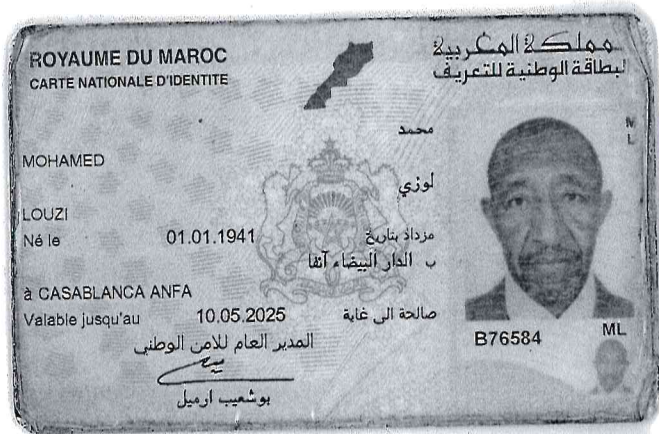 ROYAUME DU MAROC
المملكة المغربية
CARTE NATIONALE D'IDENTITE
البطاقة الوطنية للتعريف
محمد
MOHAMED
لوزي
LOUZI
Né le 01.01.1941 مزداد بتاريخ
ب الدار البيضاء آنفا
à CASABLANCA ANFA
Valable jusqu'au 10.05.2025 صالحة الى غاية
المدير العام للامن الوطني
بوشعيب ارميل
B76584
ML
M
L